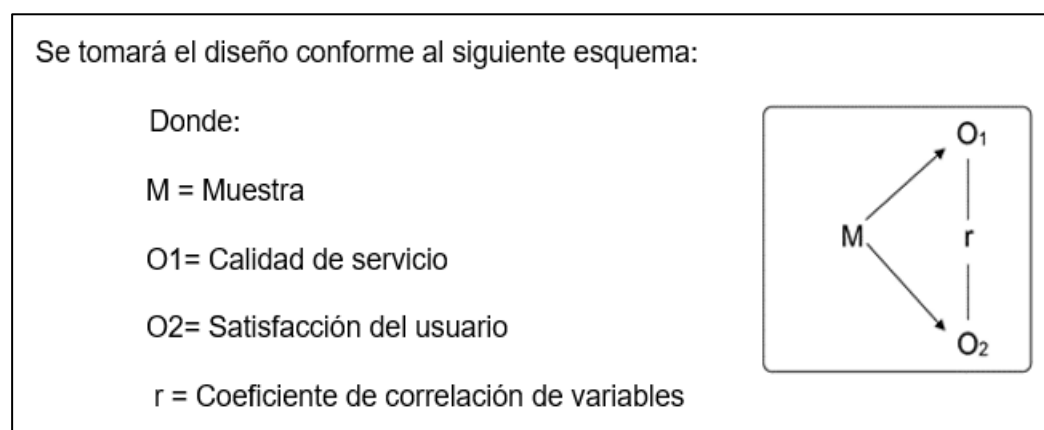 Se tomará el diseño conforme al siguiente esquema:
Donde:
M = Muestra
O1= Calidad de servicio
O2= Satisfacción del usuario
r = Coeficiente de correlación de variables
O₁
M
r
O₂